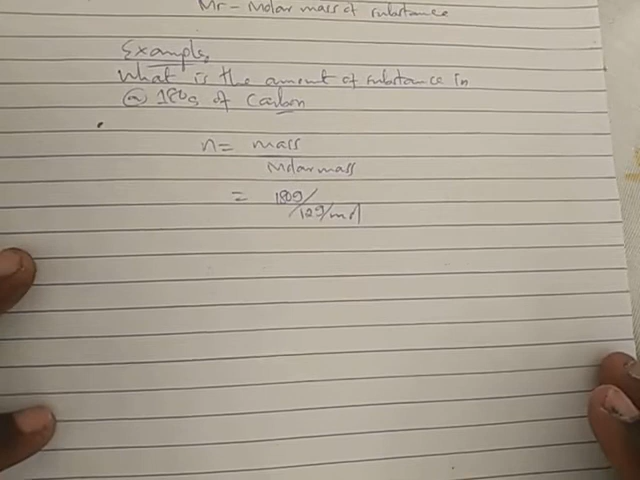 Mr - Molar mass of substance
Example
What is the amount of substance in
(a) 180g of Carbon
n = mass
Molar mass
= 180g/
12g/mol